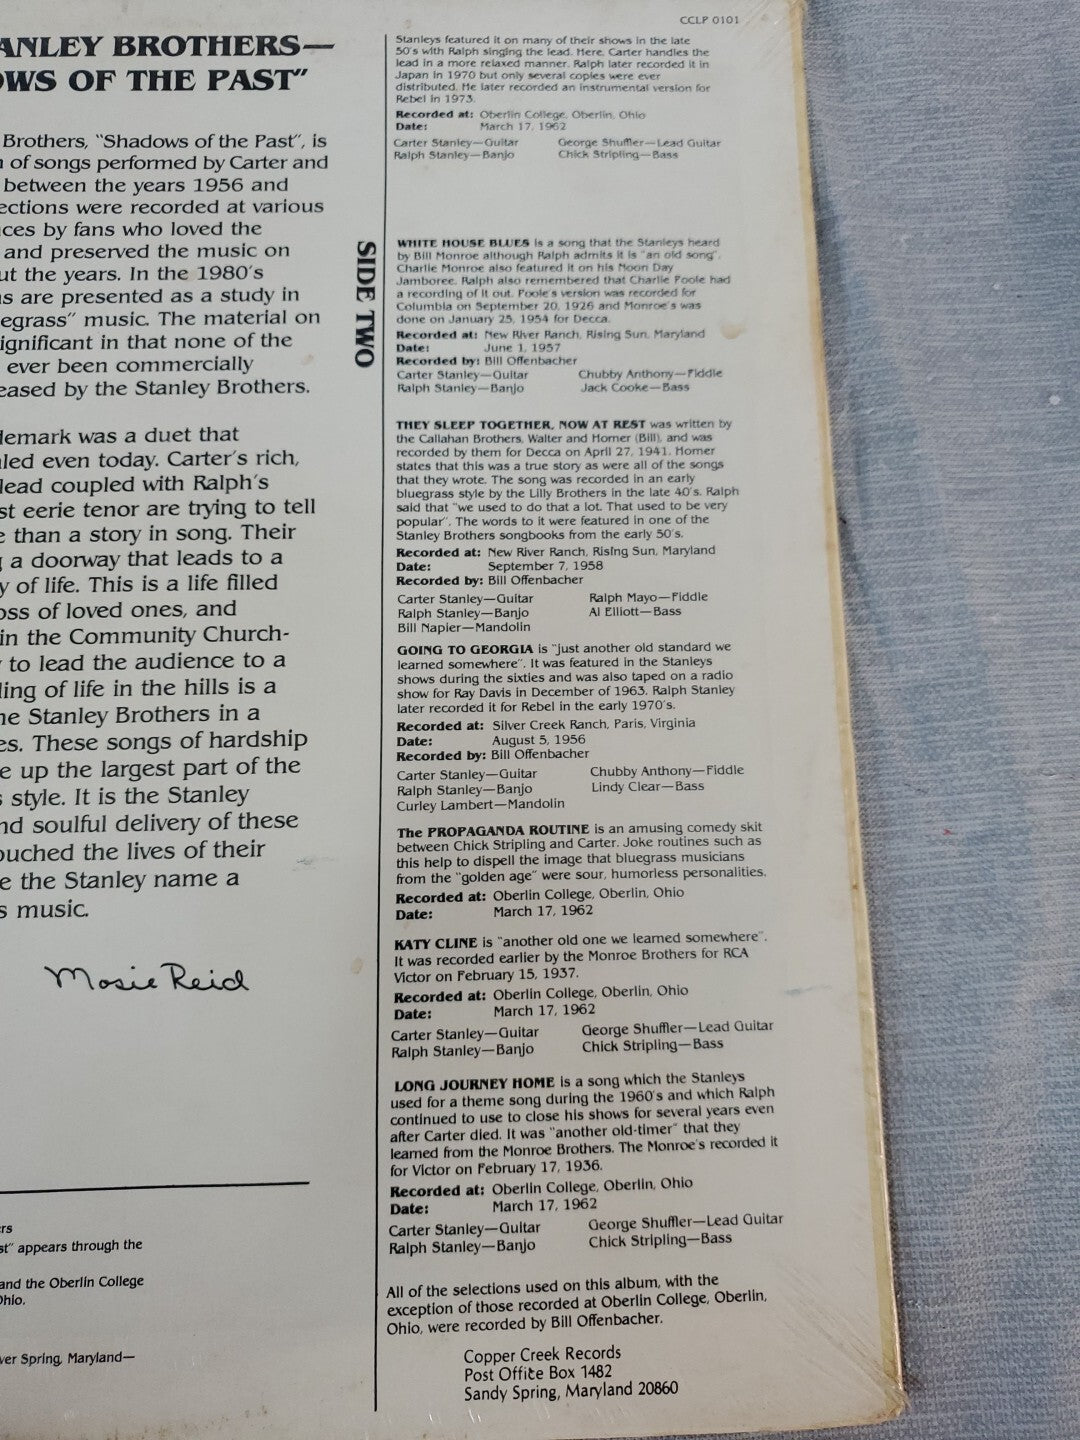 CCLP 0101
ANLEY BROTHERS—
OWS OF THE PAST"
Brothers, "Shadows of the Past", is
n of songs performed by Carter and
between the years 1956 and
ections were recorded at various
ces by fans who loved the
and preserved the music on
ut the years. In the 1980's
s are presented as a study in
egrass" music. The material on
ignificant in that none of the
ever been commercially
eased by the Stanley Brothers.
demark was a duet that
led even today. Carter's rich,
lead coupled with Ralph's
st eerie tenor are trying to tell
e than a story in song. Their
g a doorway that leads to a
y of life. This is a life filled
oss of loved ones, and
in the Community Church-
to lead the audience to a
ling of life in the hills is a
he Stanley Brothers in a
es. These songs of hardship
e up the largest part of the
s style. It is the Stanley
nd soulful delivery of these
ouched the lives of their
e the Stanley name a
s music.
Mosie Reid
rs
st" appears through the
and the Oberlin College
Ohio.
ver Spring, Maryland—
SIDE TWO
Stanleys featured it on many of their shows in the late
50's with Ralph singing the lead. Here, Carter handles the
lead in a more relaxed manner. Ralph later recorded it in
Japan in 1970 but only several copies were ever
distributed. He later recorded an instrumental version for
Rebel in 1973.
Recorded at: Oberlin College, Oberlin, Ohio
Date: March 17, 1962
Carter Stanley—Guitar George Shuffler—Lead Guitar
Ralph Stanley—Banjo Chick Stripling—Bass
WHITE HOUSE BLUES is a song that the Stanleys heard
by Bill Monroe although Ralph admits it is "an old song".
Charlie Monroe also featured it on his Noon Day
Jamboree. Ralph also remembered that Charlie Poole had
a recording of it out. Poole's version was recorded for
Columbia on September 20, 1926 and Monroe's was
done on January 25, 1954 for Decca.
Recorded at: New River Ranch, Rising Sun, Maryland
Date: June 1, 1957
Recorded by: Bill Offenbacher
Carter Stanley—Guitar Chubby Anthony—Fiddle
Ralph Stanley—Banjo Jack Cooke—Bass
THEY SLEEP TOGETHER, NOW AT REST was written by
the Callahan Brothers, Walter and Homer (Bill), and was
recorded by them for Decca on April 27, 1941. Homer
states that this was a true story as were all of the songs
that they wrote. The song was recorded in an early
bluegrass style by the Lilly Brothers in the late 40's. Ralph
said that "we used to do that a lot. That used to be very
popular". The words to it were featured in one of the
Stanley Brothers songbooks from the early 50's.
Recorded at: New River Ranch, Rising Sun, Maryland
Date: September 7, 1958
Recorded by: Bill Offenbacher
Carter Stanley—Guitar Ralph Mayo—Fiddle
Ralph Stanley—Banjo Al Elliott—Bass
Bill Napier—Mandolin
GOING TO GEORGIA is "just another old standard we
learned somewhere". It was featured in the Stanleys
shows during the sixties and was also taped on a radio
show for Ray Davis in December of 1963. Ralph Stanley
later recorded it for Rebel in the early 1970's.
Recorded at: Silver Creek Ranch, Paris, Virginia
Date: August 5, 1956
Recorded by: Bill Offenbacher
Carter Stanley—Guitar Chubby Anthony—Fiddle
Ralph Stanley—Banjo Lindy Clear—Bass
Curley Lambert—Mandolin
The PROPAGANDA ROUTINE is an amusing comedy skit
between Chick Stripling and Carter. Joke routines such as
this help to dispell the image that bluegrass musicians
from the "golden age" were sour, humorless personalities.
Recorded at: Oberlin College, Oberlin, Ohio
Date: March 17, 1962
KATY CLINE is "another old one we learned somewhere".
It was recorded earlier by the Monroe Brothers for RCA
Victor on February 15, 1937.
Recorded at: Oberlin College, Oberlin, Ohio
Date: March 17, 1962
Carter Stanley—Guitar George Shuffler—Lead Guitar
Ralph Stanley—Banjo Chick Stripling—Bass
LONG JOURNEY HOME is a song which the Stanleys
used for a theme song during the 1960's and which Ralph
continued to use to close his shows for several years even
after Carter died. It was "another old-timer" that they
learned from the Monroe Brothers. The Monroe's recorded it
for Victor on February 17, 1936.
Recorded at: Oberlin College, Oberlin, Ohio
Date: March 17, 1962
Carter Stanley—Guitar George Shuffler—Lead Guitar
Ralph Stanley—Banjo Chick Stripling—Bass
All of the selections used on this album, with the
exception of those recorded at Oberlin College, Oberlin,
Ohio, were recorded by Bill Offenbacher.
Copper Creek Records
Post Office Box 1482
Sandy Spring, Maryland 20860